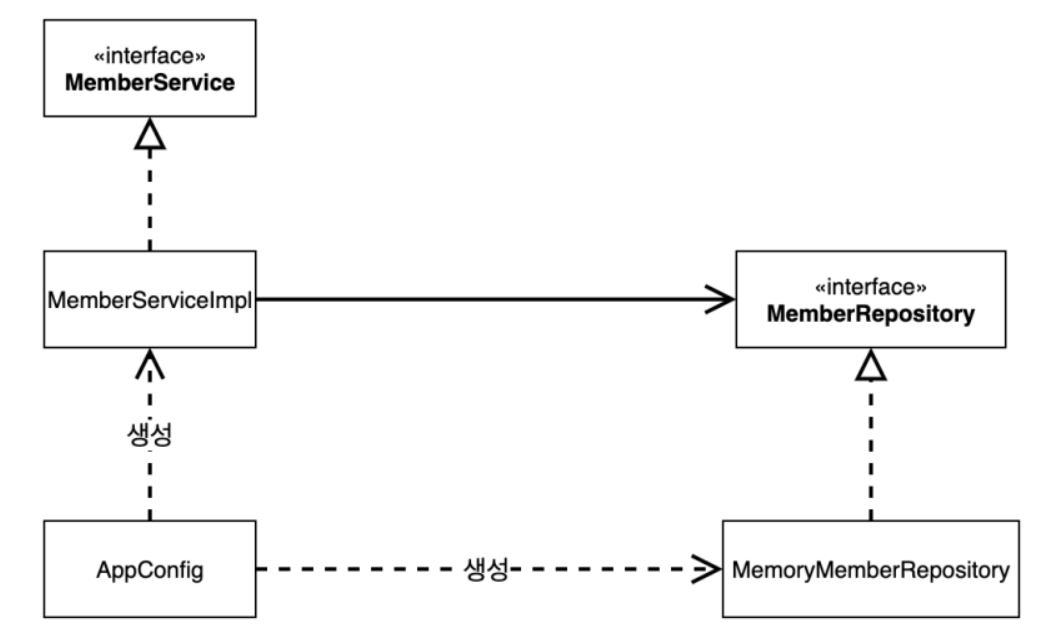 «interface»
MemberService
MemberServiceImpl
«interface»
MemberRepository
생성
AppConfig
생성
MemoryMemberRepository